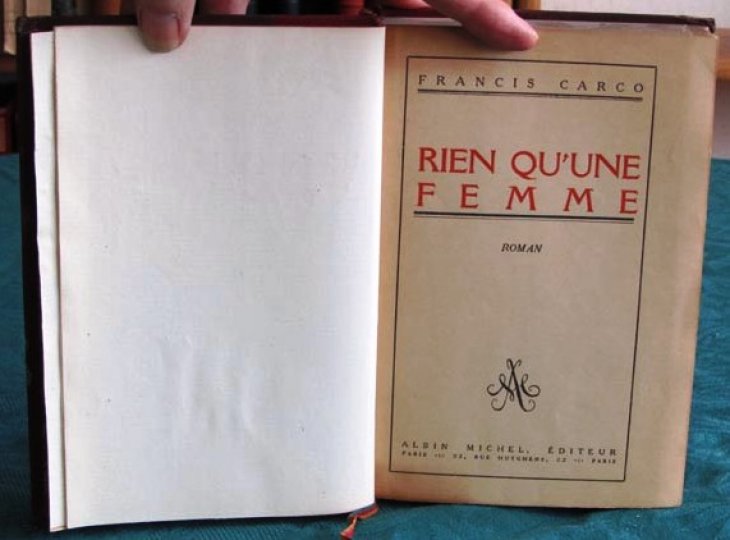 FRANCIS CARCO
RIEN QU'UNE
FEMME
ROMAN
ALBIN MICHEL, ÉDITEUR
PARIS — 22, RUE HUYGHENS, 22 — PARIS